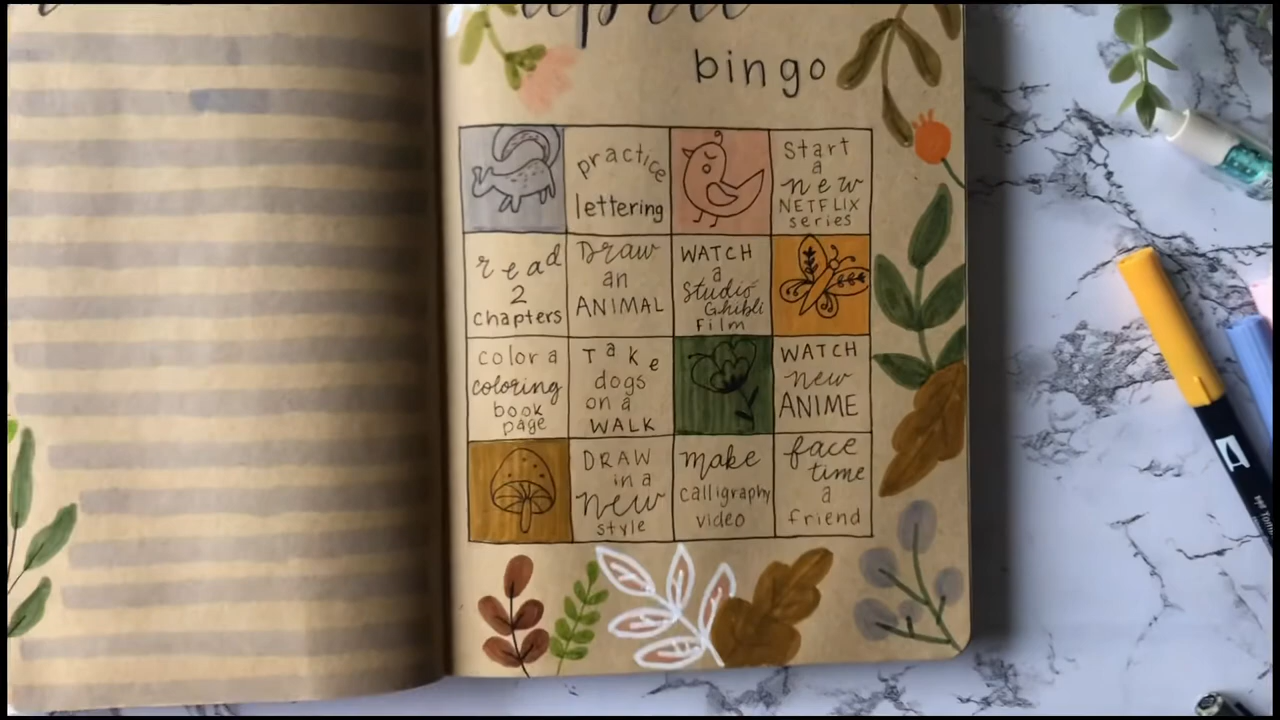 april
bingo
practice
lettering
Start
a
new
NETFLIX
series
read
2
chapters
Draw
an
ANIMAL
WATCH
a
Studio
Ghibli
Film
color a
coloring
book
page
Take
dogs
on a
WALK
WATCH
new
ANIME
DRAW
in a
new
style
make
calligraphy
video
face
time
a
friend